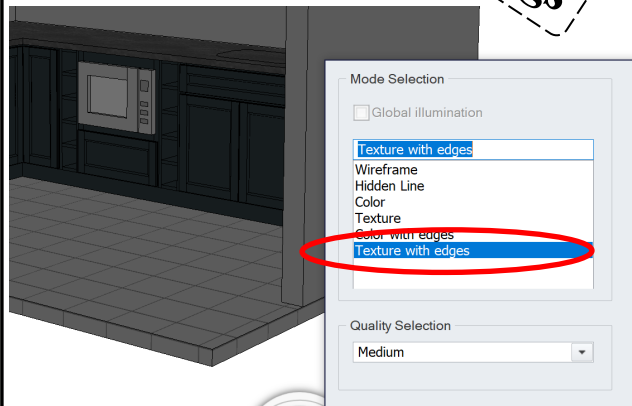 Mode Selection
Global illumination
Texture with edges
Wireframe
Hidden Line
Color
Texture
Color with edges
Texture with edges
Quality Selection
Medium